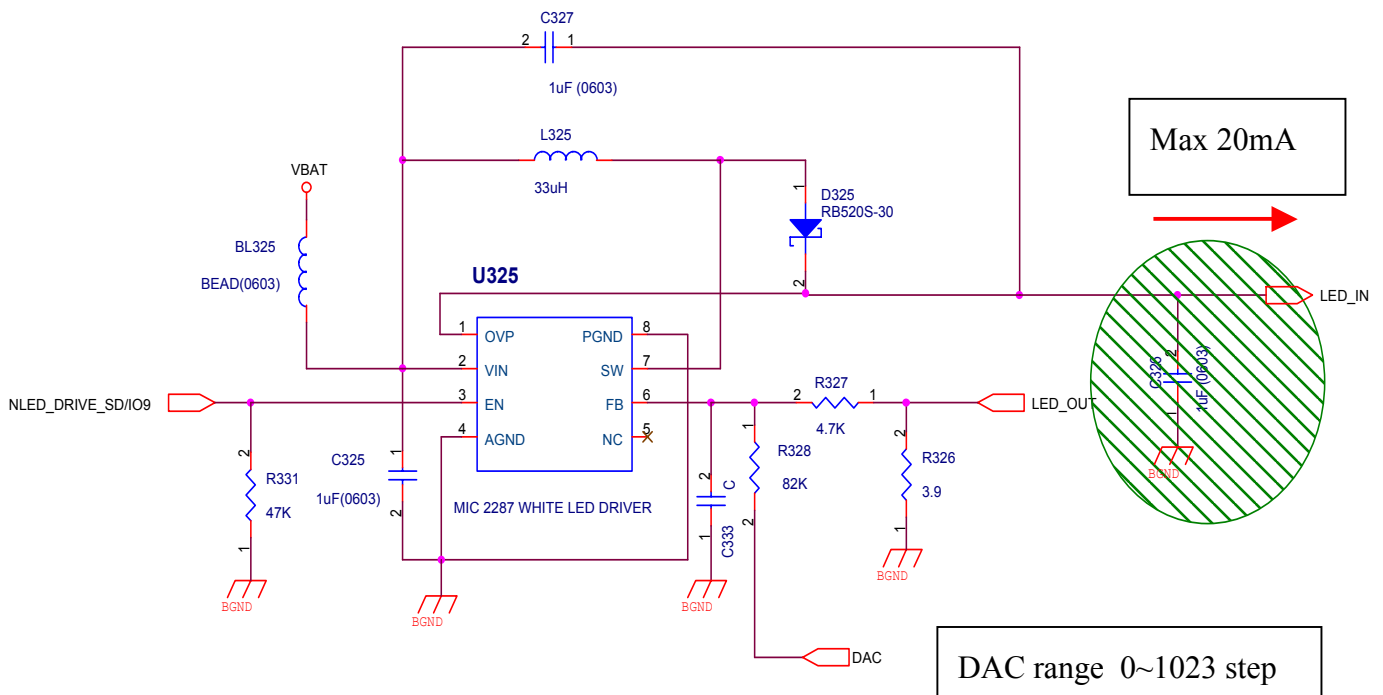 C327
2
1
1uF (0603)
Max 20mA
L325
33uH
VBAT
1
D325
RB520S-30
2
BL325
BEAD(0603)
U325
LED_IN
1 OVP PGND 8
2 VIN SW 7
3 EN FB 6
4 AGND NC 5
NLED_DRIVE_SD/IO9
2 R327 1
4.7K
LED_OUT
2
C326
1uF(0603)
1
BGND
2
R331
47K
1
BGND
1
C325
1uF(0603)
2
MIC 2287 WHITE LED DRIVER
BGND
2
C
C333
1
BGND
1
R328
82K
2
2
R326
3.9
1
BGND
DAC
DAC range 0~1023 step